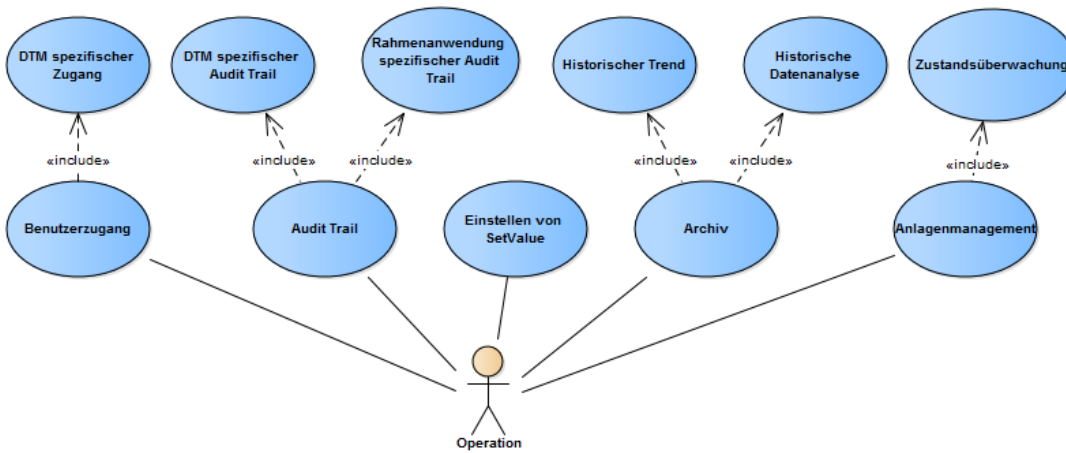 DTM spezifischer
Zugang
DTM spezifischer
Audit Trail
Rahmenanwendung
spezifischer Audit
Trail
Historischer Trend
Historische
Datenanalyse
Zustandsüberwachung
«include»
«include»
«include»
«include»
«include»
«include»
Benutzerzugang
Audit Trail
Einstellen von
SetValue
Archiv
Anlagenmanagement
Operation